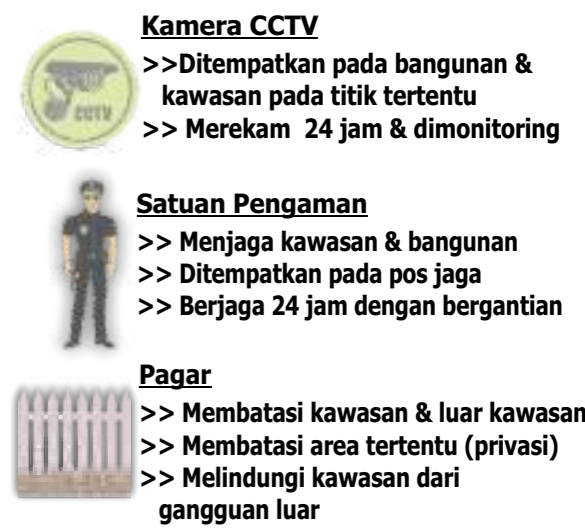 Kamera CCTV
>>Ditempatkan pada bangunan &
kawasan pada titik tertentu
>> Merekam 24 jam & dimonitoring
CCTV
Satuan Pengaman
>> Menjaga kawasan & bangunan
>> Ditempatkan pada pos jaga
>> Berjaga 24 jam dengan bergantian
Pagar
>> Membatasi kawasan & luar kawasan
>> Membatasi area tertentu (privasi)
>> Melindungi kawasan dari
gangguan luar